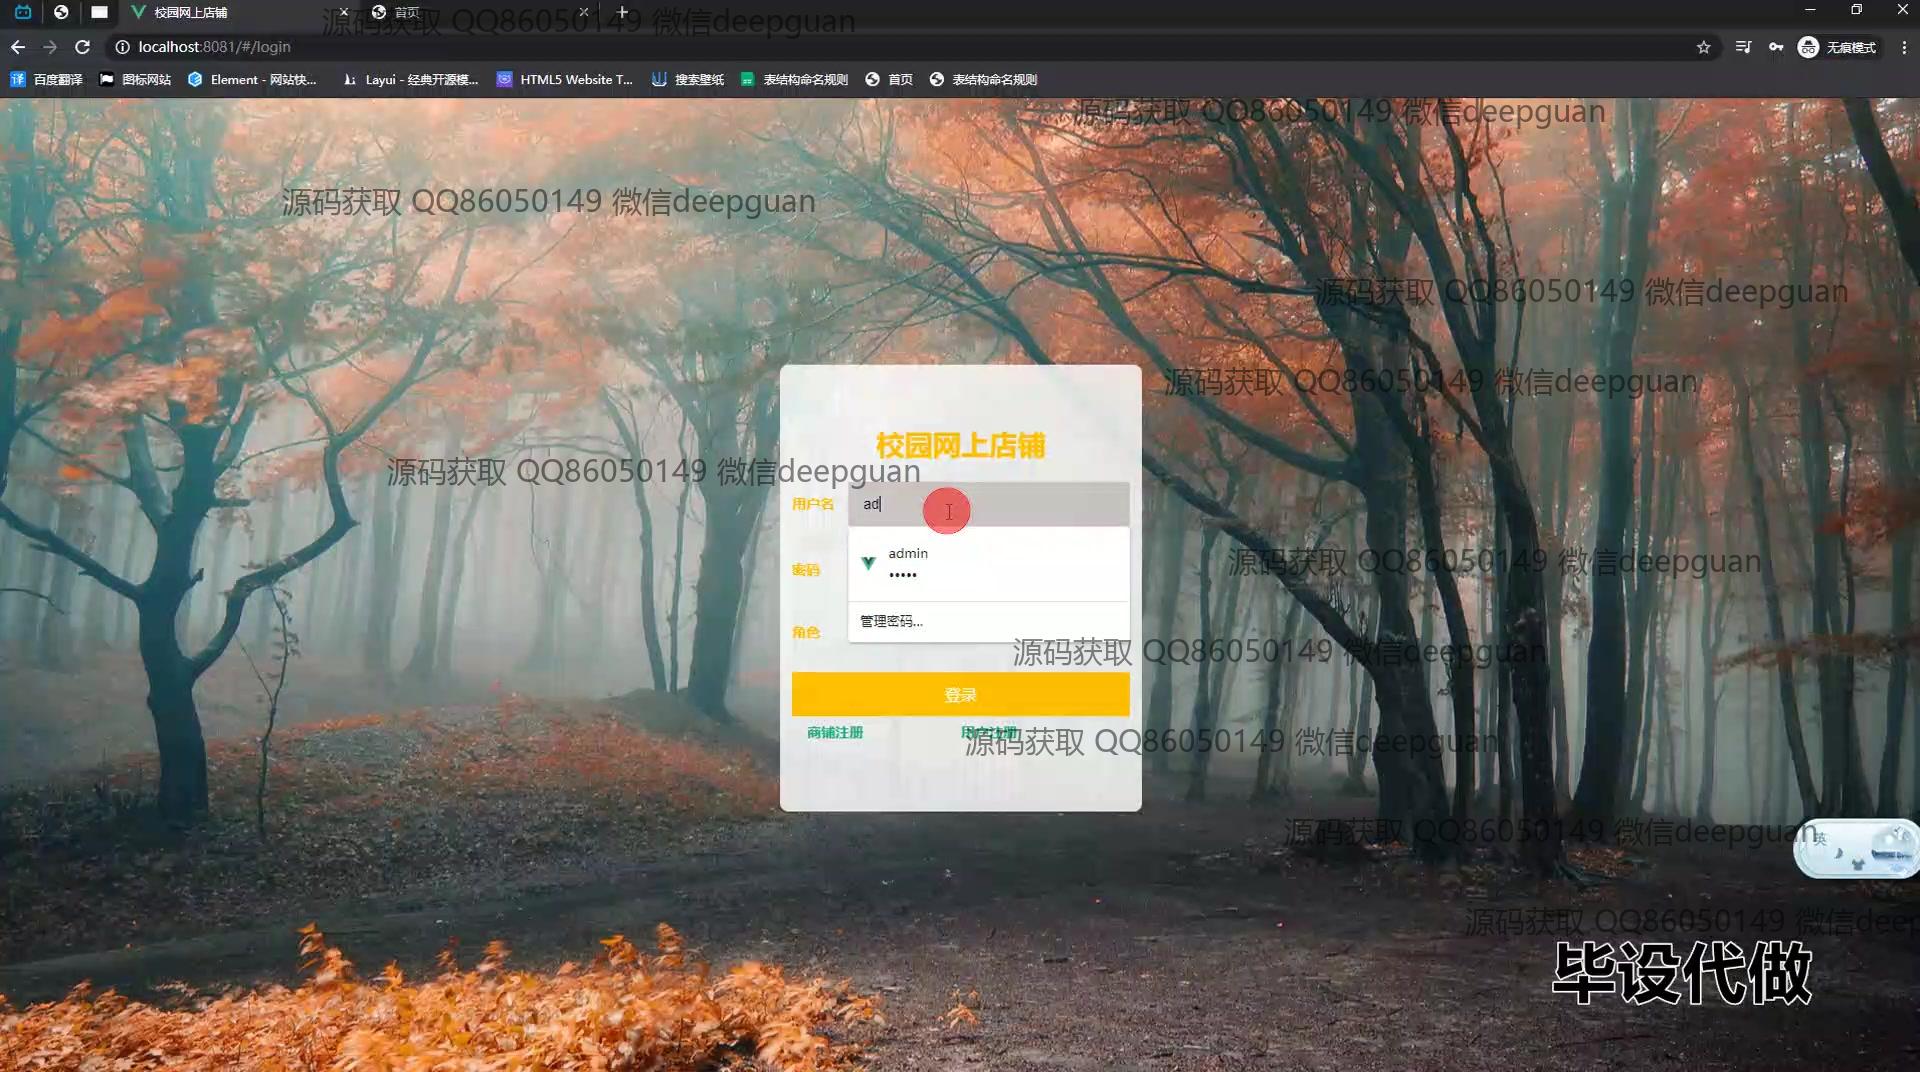 校园网上店铺
首页
源码获取 QQ86050149 微信deepguan
localhost:8081/#/login
无痕模式
百度翻译
图标网站
Element - 网站快...
Layui - 经典开源模...
HTML5 Website T...
搜索壁纸
表结构命名规则
首页
表结构命名规则
源码获取 QQ86050149 微信deepguan
源码获取 QQ86050149 微信deepguan
源码获取 QQ86050149 微信deepguan
源码获取 QQ86050149 微信deepguan
校园网上店铺
源码获取 QQ86050149 微信deepguan
用户名
ad
admin
源码获取 QQ86050149 微信deepguan
密码
管理密码...
角色
源码获取 QQ86050149 微信deepguan
登录
商铺注册
用户注册
源码获取 QQ86050149 微信deepguan
源码获取 QQ86050149 微信deepguan
英
源码获取 QQ86050149 微信deep
毕设代做